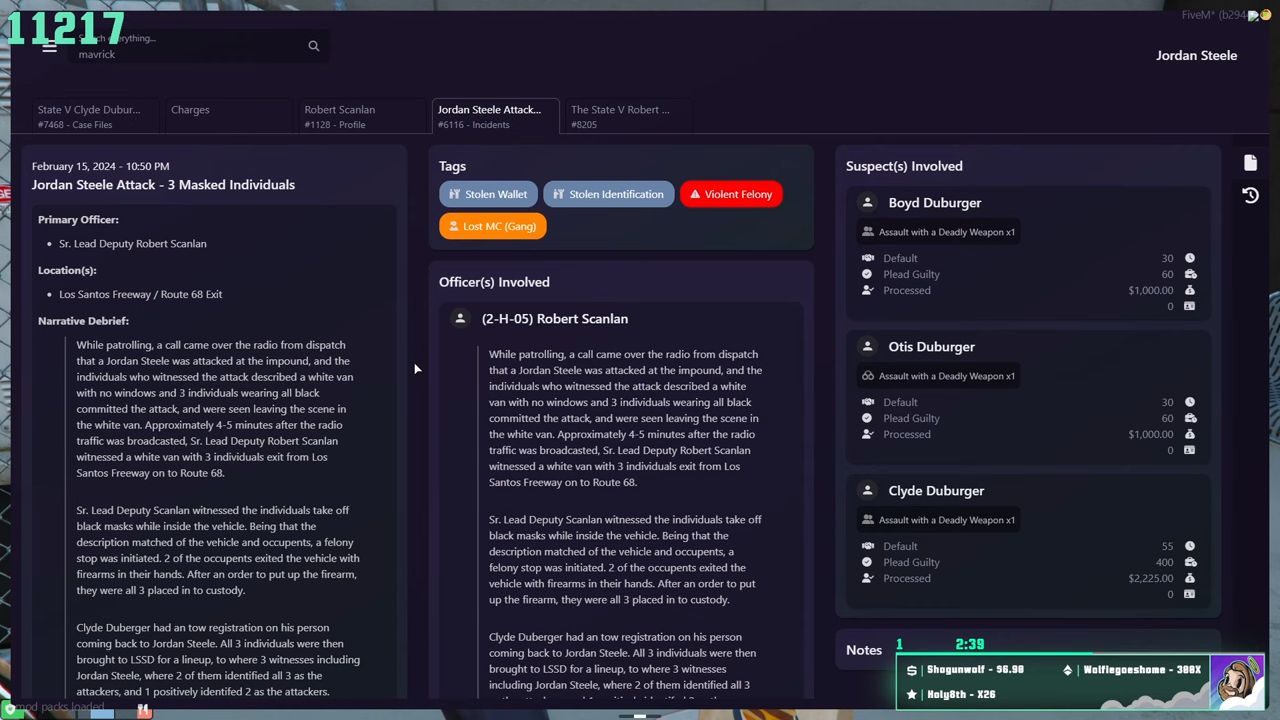 11217
FiveM* (b294
Search everything...
mavrick
Jordan Steele
State V Clyde Dubur...
#7468 - Case Files
Charges
Robert Scanlan
#1128 - Profile
Jordan Steele Attack...
#6116 - Incidents
The State V Robert ...
#8205
February 15, 2024 - 10:50 PM
Jordan Steele Attack - 3 Masked Individuals
Primary Officer:
Sr. Lead Deputy Robert Scanlan
Location(s):
Los Santos Freeway / Route 68 Exit
Narrative Debrief:
While patrolling, a call came over the radio from dispatch
that a Jordan Steele was attacked at the impound, and the
individuals who witnessed the attack described a white van
with no windows and 3 individuals wearing all black
committed the attack, and were seen leaving the scene in
the white van. Approximately 4-5 minutes after the radio
traffic was broadcasted, Sr. Lead Deputy Robert Scanlan
witnessed a white van with 3 individuals exit from Los
Santos Freeway on to Route 68.
Sr. Lead Deputy Scanlan witnessed the individuals take off
black masks while inside the vehicle. Being that the
description matched of the vehicle and occupents, a felony
stop was initiated. 2 of the occupents exited the vehicle with
firearms in their hands. After an order to put up the firearm,
they were all 3 placed in to custody.
Clyde Duberger had an tow registration on his person
coming back to Jordan Steele. All 3 individuals were then
brought to LSSD for a lineup, to where 3 witnesses including
Jordan Steele, where 2 of them identified all 3 as the
attackers, and 1 positively identifed 2 as the attackers.
Tags
Stolen Wallet
Stolen Identification
Violent Felony
Lost MC (Gang)
Officer(s) Involved
(2-H-05) Robert Scanlan
While patrolling, a call came over the radio from dispatch
that a Jordan Steele was attacked at the impound, and the
individuals who witnessed the attack described a white
van with no windows and 3 individuals wearing all black
committed the attack, and were seen leaving the scene in
the white van. Approximately 4-5 minutes after the radio
traffic was broadcasted, Sr. Lead Deputy Robert Scanlan
witnessed a white van with 3 individuals exit from Los
Santos Freeway on to Route 68.
Sr. Lead Deputy Scanlan witnessed the individuals take off
black masks while inside the vehicle. Being that the
description matched of the vehicle and occupents, a
felony stop was initiated. 2 of the occupents exited the
vehicle with firearms in their hands. After an order to put
up the firearm, they were all 3 placed in to custody.
Clyde Duberger had an tow registration on his person
coming back to Jordan Steele. All 3 individuals were then
brought to LSSD for a lineup, to where 3 witnesses
including Jordan Steele, where 2 of them identified all 3
Suspect(s) Involved
Boyd Duburger
Assault with a Deadly Weapon x1
Default 30
Plead Guilty 60
Processed $1,000.00
0
Otis Duburger
Assault with a Deadly Weapon x1
Default 30
Plead Guilty 60
Processed $1,000.00
0
Clyde Duburger
Assault with a Deadly Weapon x1
Default 55
Plead Guilty 400
Processed $2,225.00
0
Notes
1 2:39
Shogunwolf - $6.90
Wolfiegoeshome - 300X
Holy8th - X26
mod packs loaded